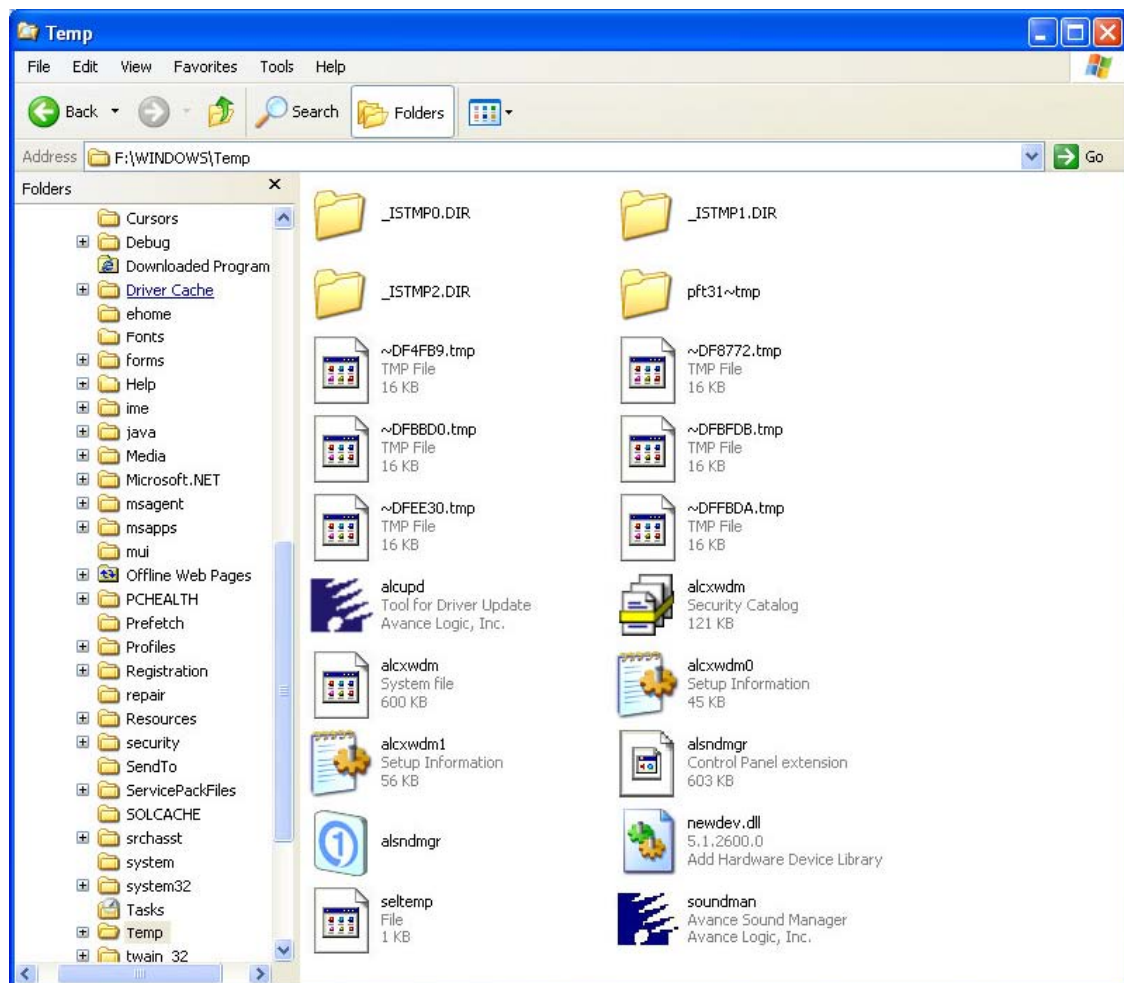 Temp
File Edit View Favorites Tools Help
Back Search Folders
Address F:\WINDOWS\Temp Go
Folders
Cursors
Debug
Downloaded Program
Driver Cache
ehome
Fonts
forms
Help
ime
java
Media
Microsoft.NET
msagent
msapps
mui
Offline Web Pages
PCHEALTH
Prefetch
Profiles
Registration
repair
Resources
security
SendTo
ServicePackFiles
SOLCACHE
srchasst
system
system32
Tasks
Temp
twain_32
_ISTMP0.DIR
_ISTMP1.DIR
_ISTMP2.DIR
pft31~tmp
~DF4FB9.tmp
TMP File
16 KB
~DF8772.tmp
TMP File
16 KB
~DFBBD0.tmp
TMP File
16 KB
~DFBFDB.tmp
TMP File
16 KB
~DFEE30.tmp
TMP File
16 KB
~DFFBDA.tmp
TMP File
16 KB
alcupd
Tool for Driver Update
Avance Logic, Inc.
alcxwdm
Security Catalog
121 KB
alcxwdm
System file
600 KB
alcxwdm0
Setup Information
45 KB
alcxwdm1
Setup Information
56 KB
alsndmgr
Control Panel extension
603 KB
alsndmgr
newdev.dll
5.1.2600.0
Add Hardware Device Library
seltemp
File
1 KB
soundman
Avance Sound Manager
Avance Logic, Inc.